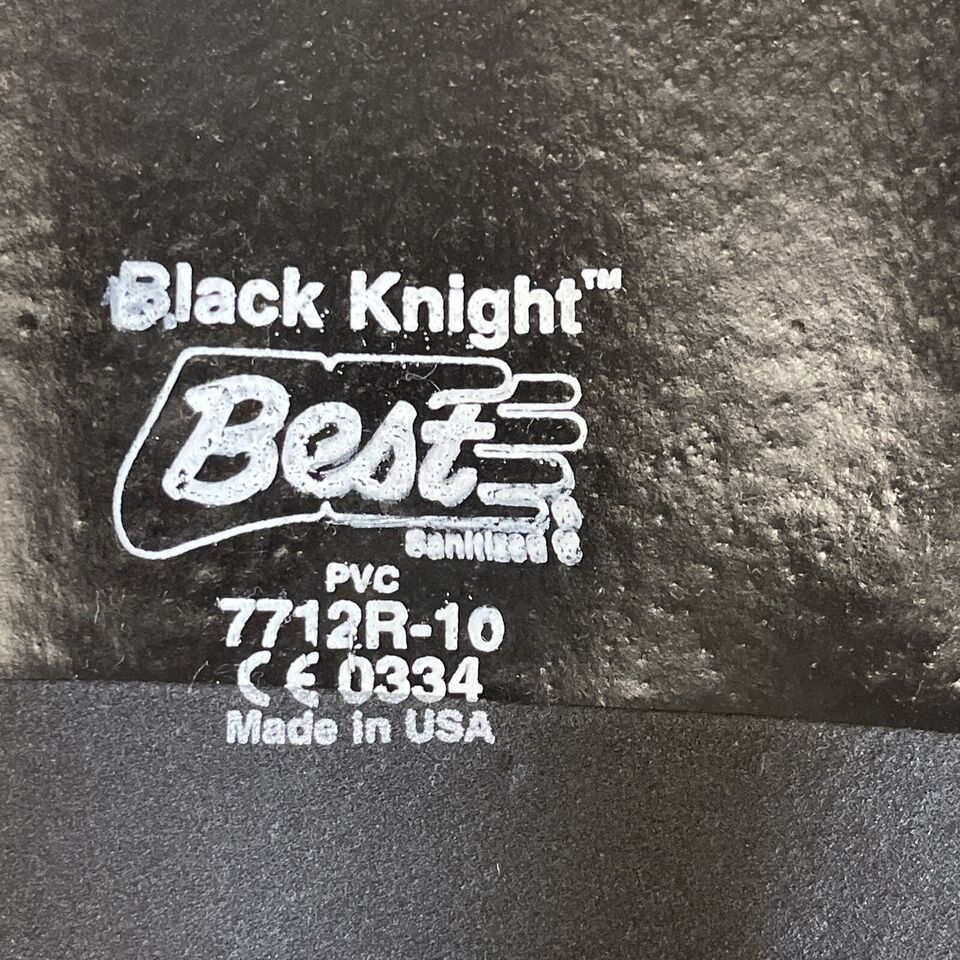 Black Knight™
Best
Sanitized
PVC
7712R-10
CE 0334
Made in USA